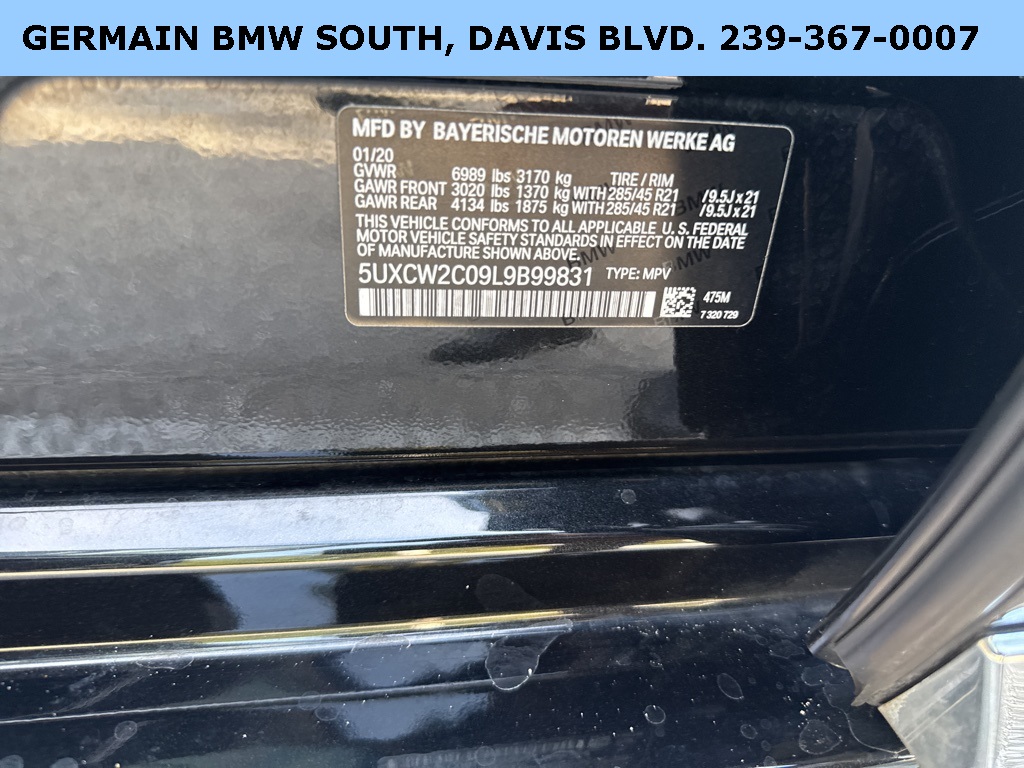 GERMAIN BMW SOUTH, DAVIS BLVD. 239-367-0007
MFD BY BAYERISCHE MOTOREN WERKE AG
01/20
GVWR 6989 lbs 3170 kg TIRE / RIM
GAWR FRONT 3020 lbs 1370 kg WITH 285/45 R21 /9.5J x 21
GAWR REAR 4134 lbs 1875 kg WITH 285/45 R21 /9.5J x 21
THIS VEHICLE CONFORMS TO ALL APPLICABLE U. S. FEDERAL
MOTOR VEHICLE SAFETY STANDARDS IN EFFECT ON THE DATE
OF MANUFACTURE SHOWN ABOVE.
5UXCW2C09L9B99831 TYPE: MPV
475M
7 320 729